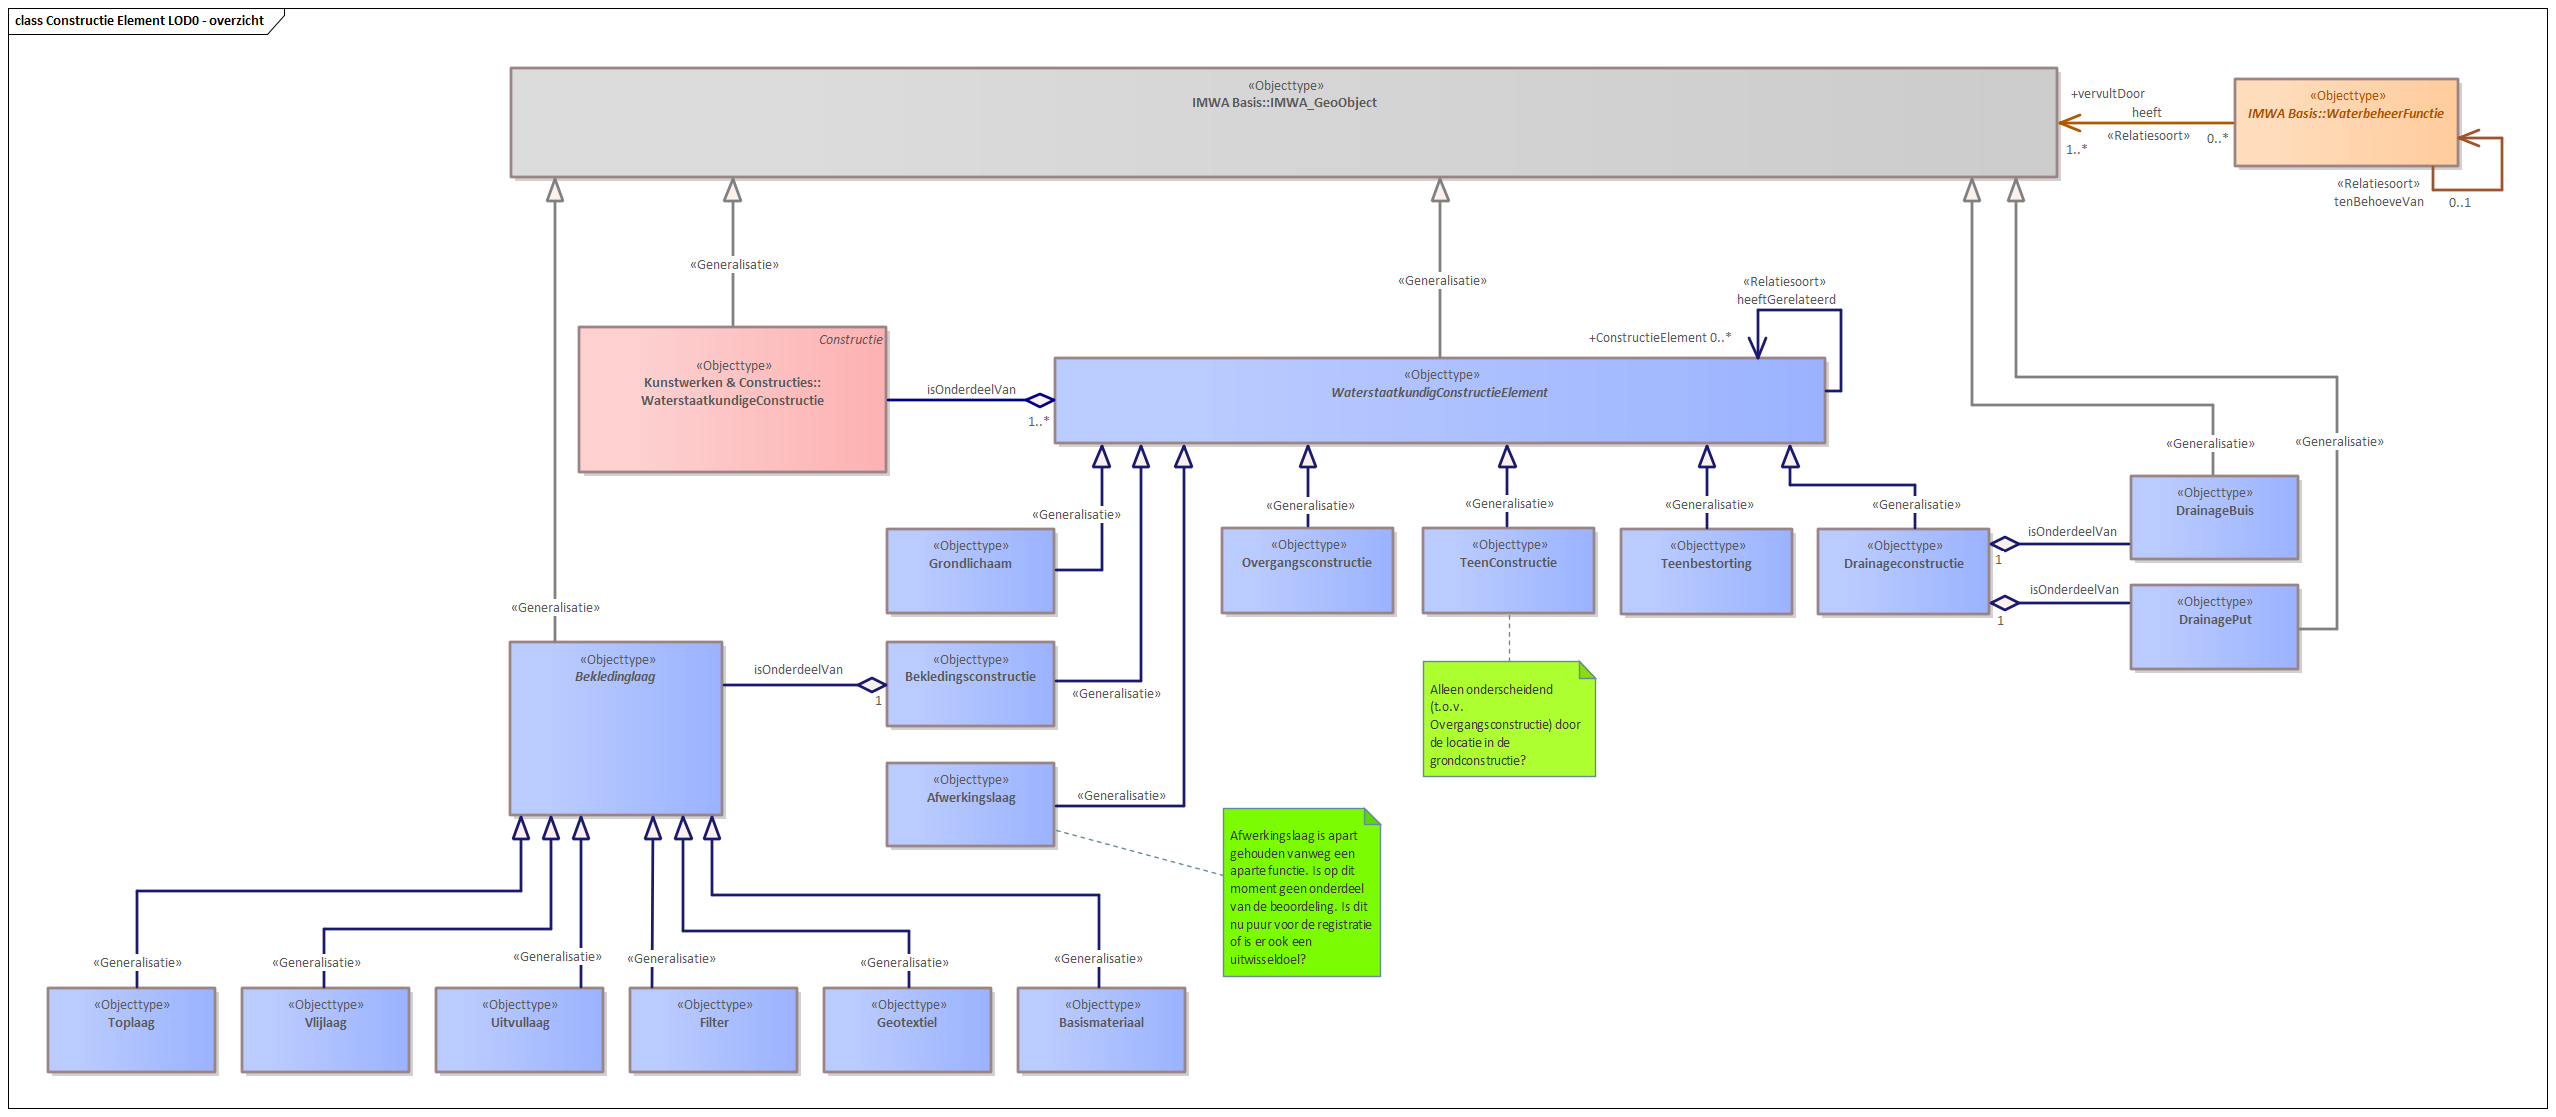 class Constructie Element LOD0 - overzicht
«Objecttype»
IMWA Basis::IMWA_GeoObject
+vervultDoor
heeft
«Relatiesoort»
0..*
1..*
«Objecttype»
IMWA Basis::WaterbeheerFunctie
«Relatiesoort»
tenBehoeveVan
0..1
«Generalisatie»
«Generalisatie»
«Relatiesoort»
heeftGerelateerd
+ConstructieElement 0..*
Constructie
«Objecttype»
Kunstwerken & Constructies::
WaterstaatkundigeConstructie
isOnderdeelVan
1..*
«Objecttype»
WaterstaatkundigConstructieElement
«Generalisatie»
«Generalisatie»
«Generalisatie»
«Generalisatie»
«Generalisatie»
«Generalisatie»
«Generalisatie»
«Objecttype»
DrainageBuis
«Objecttype»
Grondlichaam
«Objecttype»
Overgangsconstructie
«Objecttype»
TeenConstructie
«Objecttype»
Teenbestorting
«Objecttype»
Drainageconstructie
isOnderdeelVan
1
isOnderdeelVan
1
«Objecttype»
DrainagePut
«Generalisatie»
«Objecttype»
Bekledinglaag
isOnderdeelVan
1
«Objecttype»
Bekledingsconstructie
«Generalisatie»
Alleen onderscheidend
(t.o.v.
Overgangsconstructie) door
de locatie in de
grondconstructie?
«Objecttype»
Afwerkingslaag
«Generalisatie»
Afwerkingslaag is apart
gehouden vanweg een
aparte functie. Is op dit
moment geen onderdeel
van de beoordeling. Is dit
nu puur voor de registratie
of is er ook een
uitwisseldoel?
«Generalisatie»
«Generalisatie»
«Generalisatie»
«Generalisatie»
«Generalisatie»
«Generalisatie»
«Objecttype»
Toplaag
«Objecttype»
Vlijlaag
«Objecttype»
Uitvullaag
«Objecttype»
Filter
«Objecttype»
Geotextiel
«Objecttype»
Basismateriaal